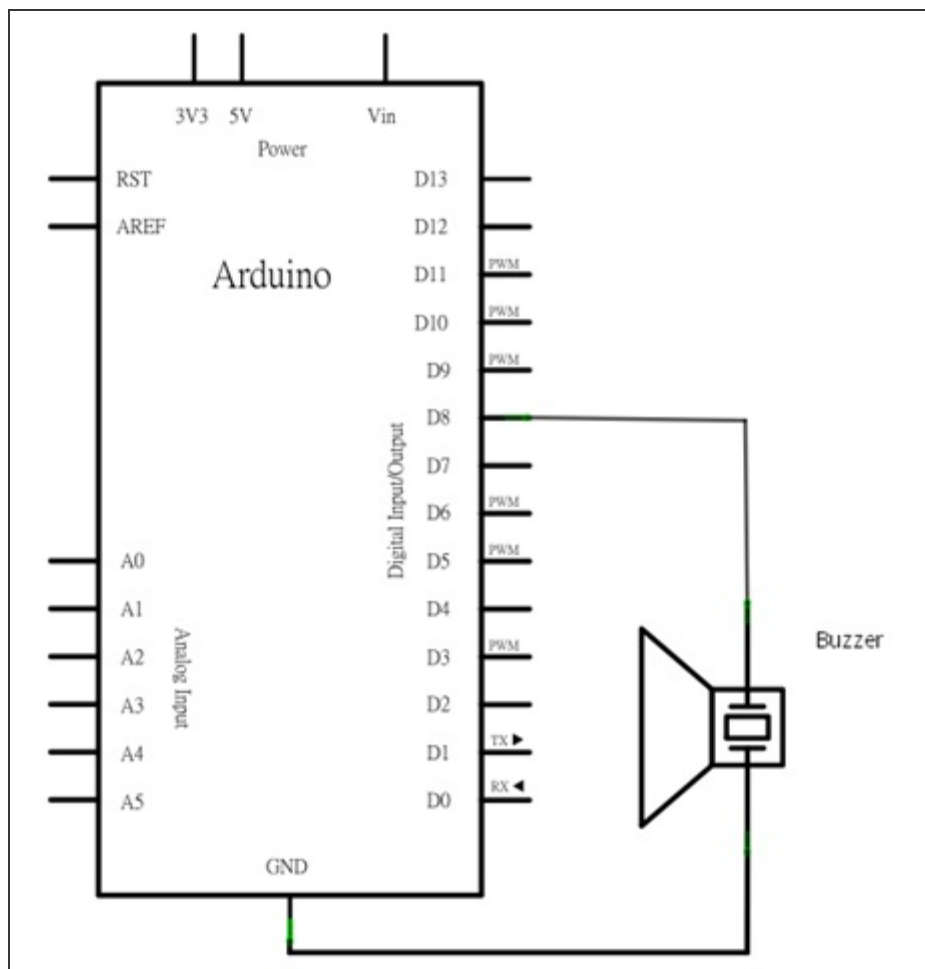 3V3 5V Vin
Power
RST
AREF
Arduino
D13
D12
PWM
D11
PWM
D10
PWM
D9
D8
D7
PWM
D6
PWM
D5
D4
PWM
D3
D2
TX
D1
RX
D0
Digital Input/Output
A0
A1
A2
A3
A4
A5
Analog Input
GND
Buzzer